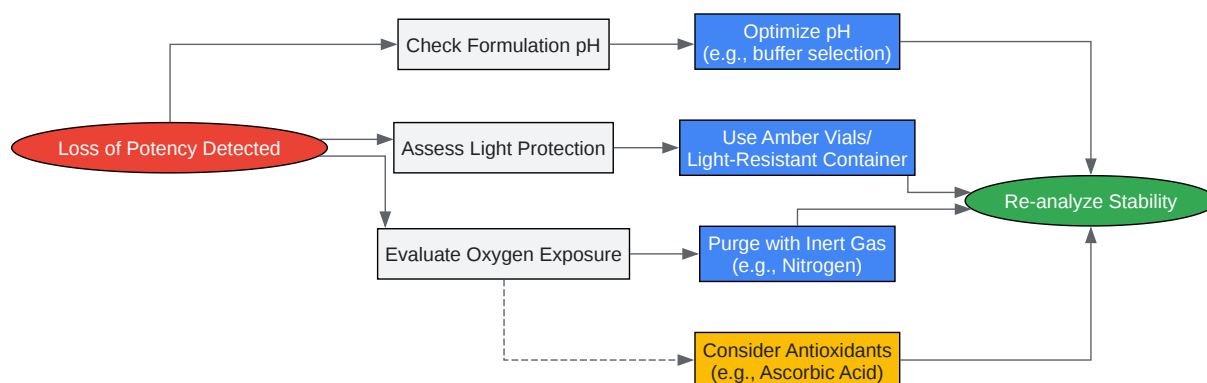 Check Formulation pH
Optimize pH
(e.g., buffer selection)
Loss of Potency Detected
Assess Light Protection
Use Amber Vials/
Light-Resistant Container
Re-analyze Stability
Evaluate Oxygen Exposure
Purge with Inert Gas
(e.g., Nitrogen)
Consider Antioxidants
(e.g., Ascorbic Acid)